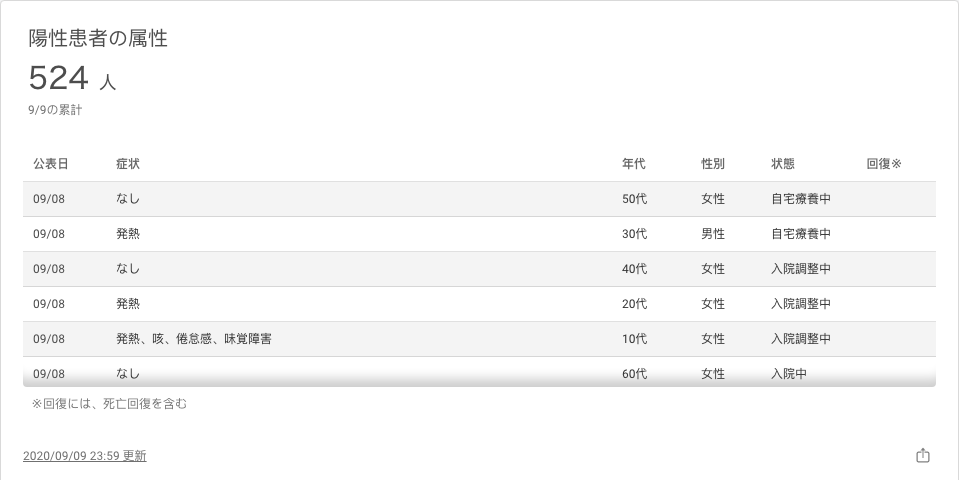 陽性患者の属性
524 人
9/9の累計
公表日 症状 年代 性別 状態 回復※
09/08 なし 50代 女性 自宅療養中
09/08 発熱 30代 男性 自宅療養中
09/08 なし 40代 女性 入院調整中
09/08 発熱 20代 女性 入院調整中
09/08 発熱、咳、倦怠感、味覚障害 10代 女性 入院調整中
09/08 なし 60代 女性 入院中
※回復には、死亡回復を含む
2020/09/09 23:59 更新